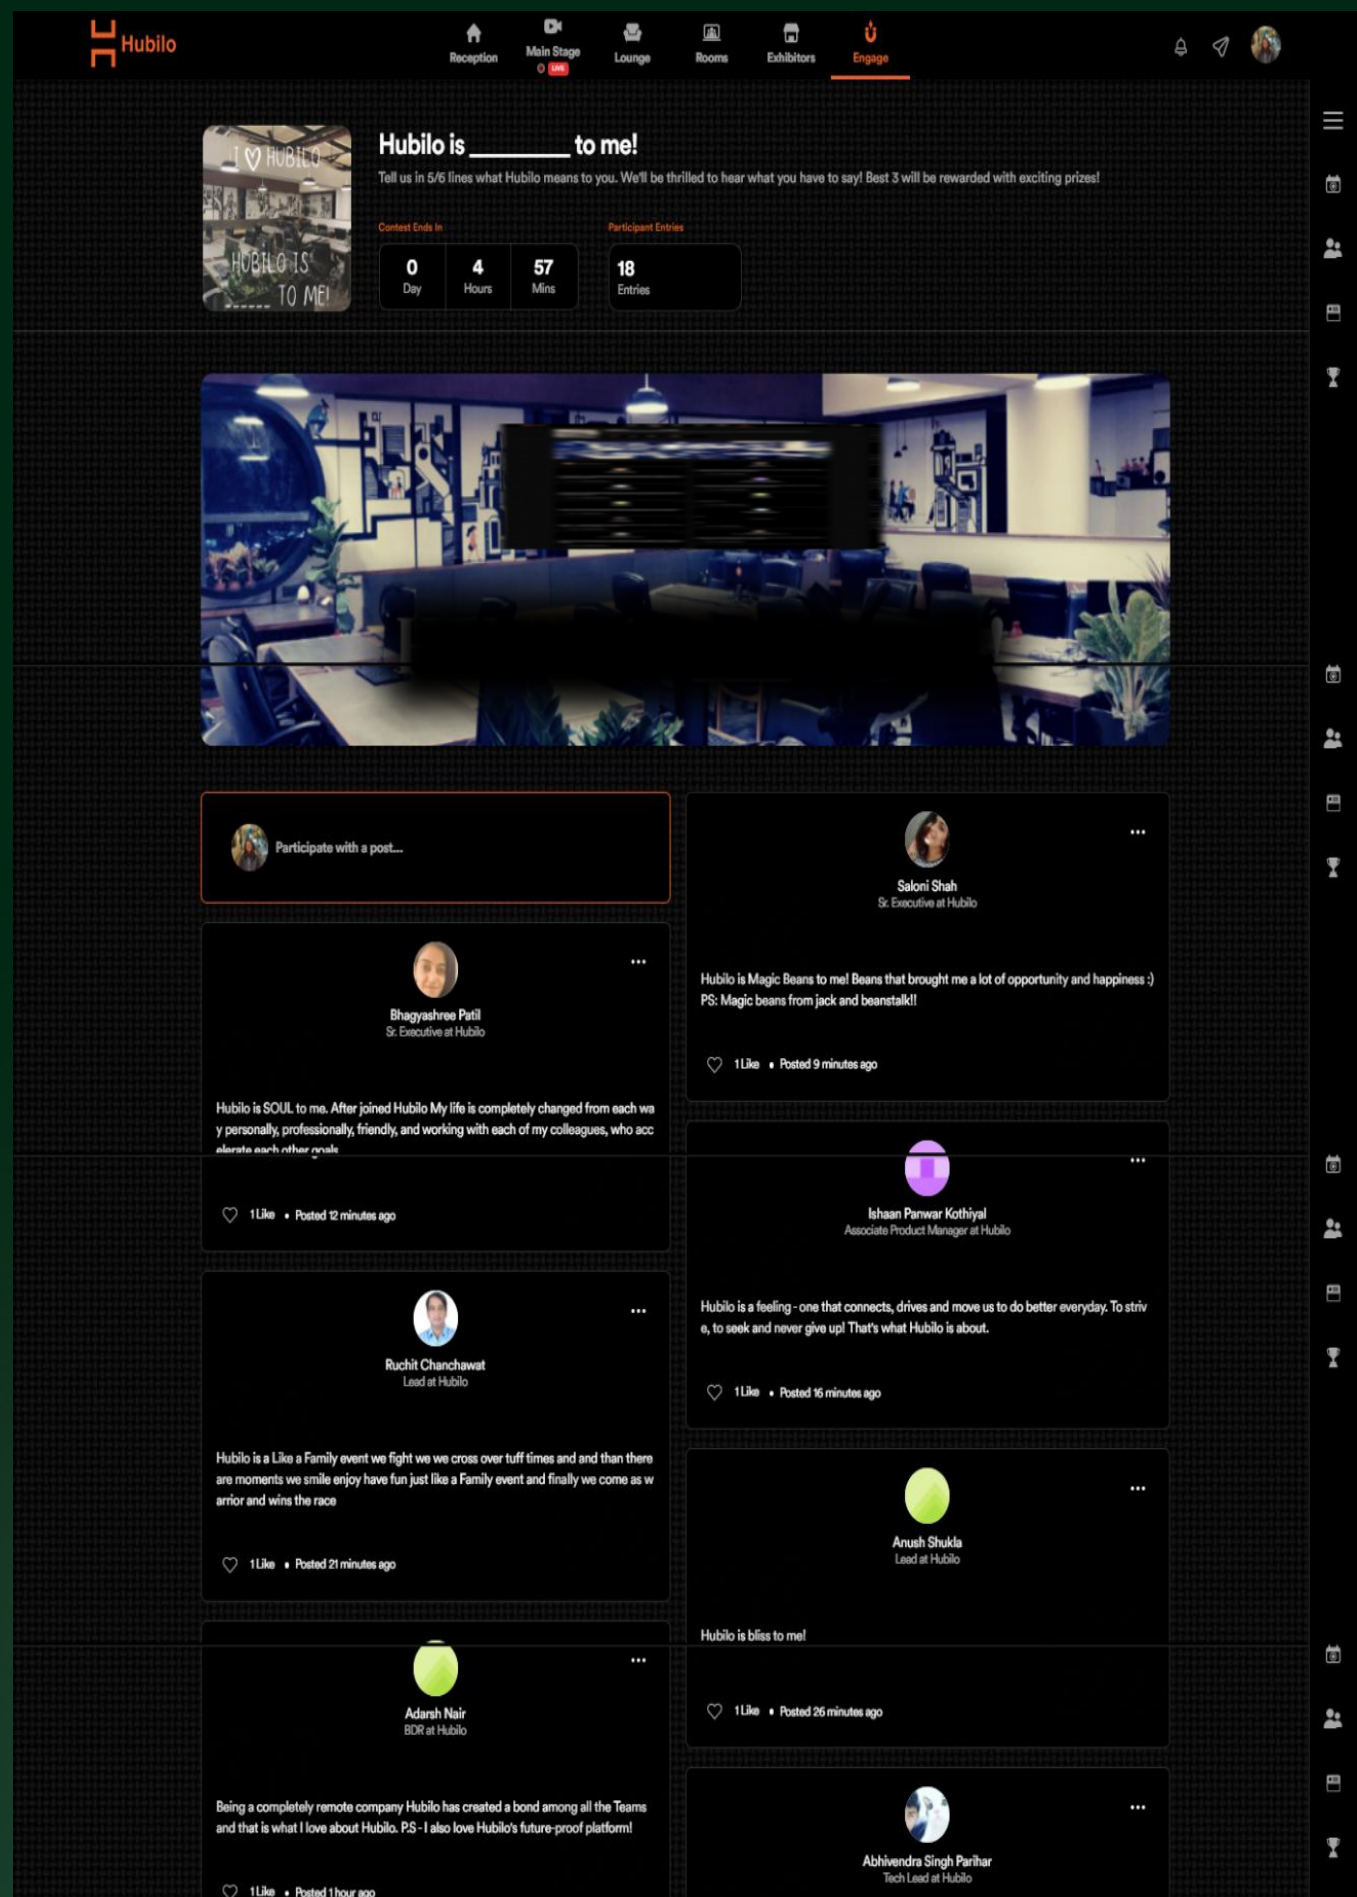 Hubilo
Reception
Main Stage
LIVE
Lounge
Rooms
Exhibitors
Engage
I ♡ HUBILO
HUBILO IS
______ TO ME!
Hubilo is __________ to me!
Tell us in 5/6 lines what Hubilo means to you. We'll be thrilled to hear what you have to say! Best 3 will be rewarded with exciting prizes!
Contest Ends In
Participant Entries
0
Day
4
Hours
57
Mins
18
Entries
Participate with a post...
Bhagyashree Patil
Sr. Executive at Hubilo
Hubilo is SOUL to me. After joined Hubilo My life is completely changed from each wa
y personally, professionally, friendly, and working with each of my colleagues, who acc
elerate each other goals
1 Like • Posted 12 minutes ago
Ruchit Chanchawat
Lead at Hubilo
Hubilo is a Like a Family event we fight we we cross over tuff times and and than there
are moments we smile enjoy have fun just like a Family event and finally we come as w
arrior and wins the race
1 Like • Posted 21 minutes ago
Adarsh Nair
BDR at Hubilo
Being a completely remote company Hubilo has created a bond among all the Teams
and that is what I love about Hubilo. P.S - I also love Hubilo's future-proof platform!
1 Like • Posted 1 hour ago
Saloni Shah
Sr. Executive at Hubilo
Hubilo is Magic Beans to me! Beans that brought me a lot of opportunity and happiness :)
PS: Magic beans from jack and beanstalk!!
1 Like • Posted 9 minutes ago
Ishaan Panwar Kothiyal
Associate Product Manager at Hubilo
Hubilo is a feeling - one that connects, drives and move us to do better everyday. To striv
e, to seek and never give up! That's what Hubilo is about.
1 Like • Posted 16 minutes ago
Anush Shukla
Lead at Hubilo
Hubilo is bliss to me!
1 Like • Posted 26 minutes ago
Abhivendra Singh Parihar
Tech Lead at Hubilo